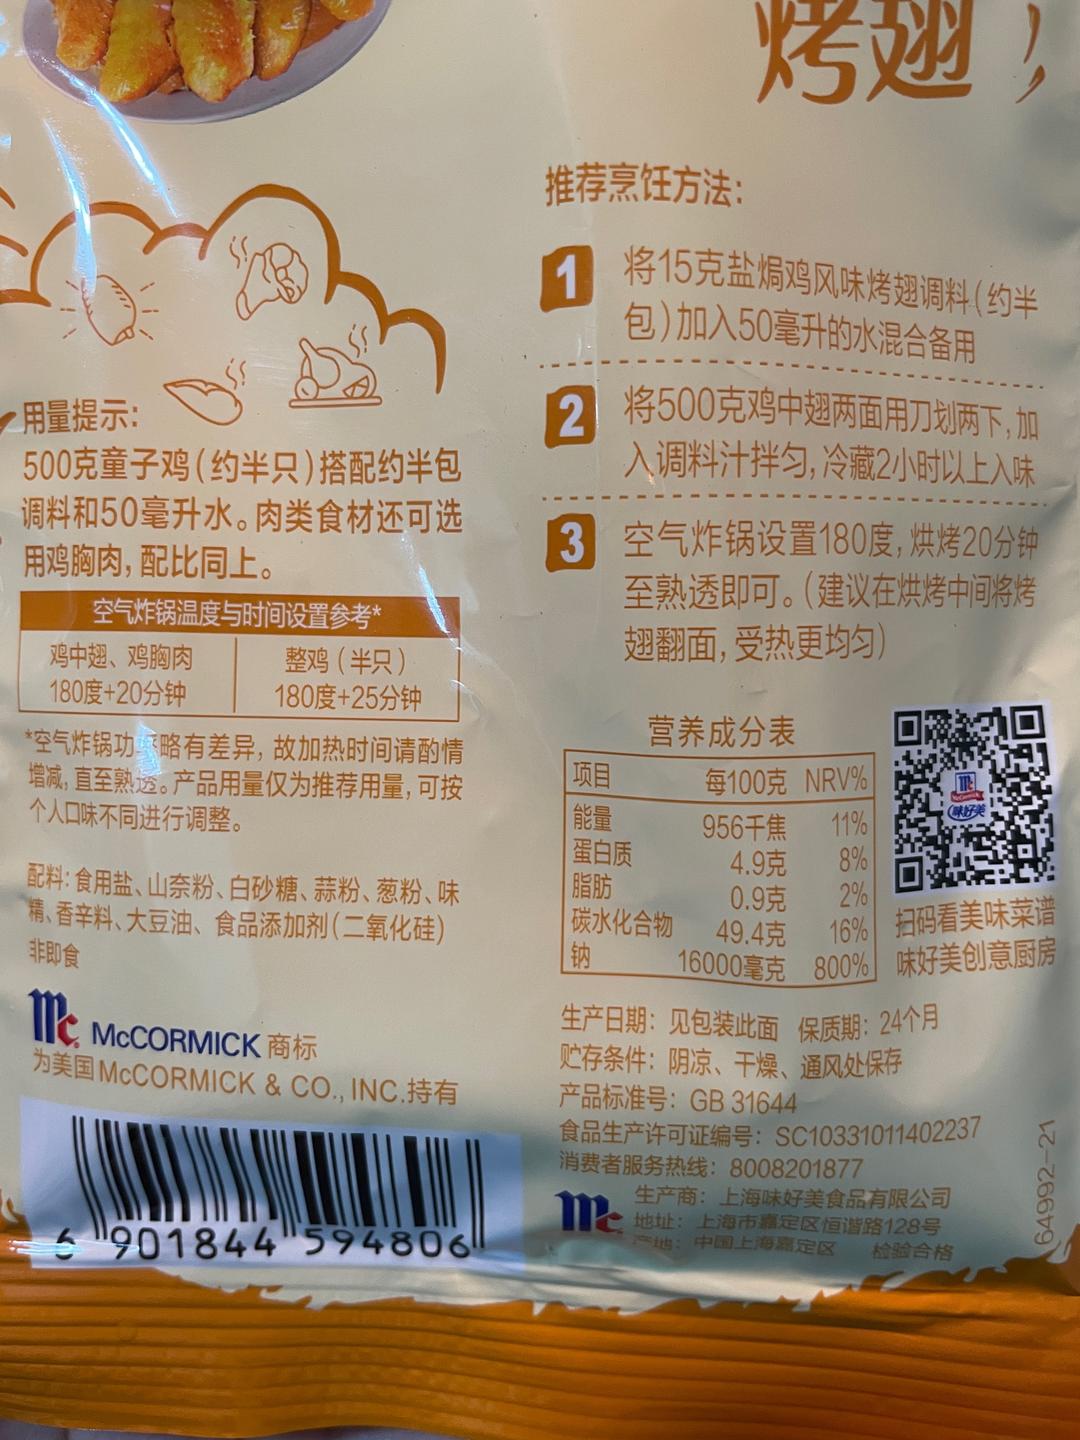 烤翅
推荐烹饪方法:
1 将15克盐焗鸡风味烤翅调料(约半
包)加入50毫升的水混合备用
2 将500克鸡中翅两面用刀划两下,加
入调料汁拌匀,冷藏2小时以上入味
3 空气炸锅设置180度,烘烤20分钟
至熟透即可。(建议在烘烤中间将烤
翅翻面,受热更均匀)
用量提示:
500克童子鸡(约半只)搭配约半包
调料和50毫升水。肉类食材还可选
用鸡胸肉,配比同上。
空气炸锅温度与时间设置参考*
鸡中翅、鸡胸肉 整鸡(半只)
180度+20分钟 180度+25分钟
*空气炸锅功率略有差异,故加热时间请酌情
增减,直至熟透。产品用量仅为推荐用量,可按
个人口味不同进行调整。
配料:食用盐、山奈粉、白砂糖、蒜粉、葱粉、味
精、香辛料、大豆油、食品添加剂(二氧化硅)
非即食
Mc McCORMICK 商标
为美国McCORMICK & CO., INC.持有
6 901844 594806
营养成分表
项目 每100克 NRV%
能量 956千焦 11%
蛋白质 4.9克 8%
脂肪 0.9克 2%
碳水化合物 49.4克 16%
钠 16000毫克 800%
Mc
McCormick
味好美
扫码看美味菜谱
味好美创意厨房
生产日期:见包装此面 保质期:24个月
贮存条件:阴凉、干燥、通风处保存
产品标准号:GB 31644
食品生产许可证编号:SC10331011402237
消费者服务热线:8008201877
Mc 生产商:上海味好美食品有限公司
地址:上海市嘉定区恒谐路128号
产地:中国上海嘉定区 检验合格
64992-21